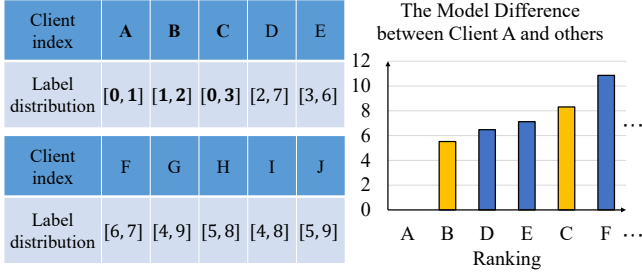 Client index A B C D E
Label distribution [0, 1] [1, 2] [0, 3] [2, 7] [3, 6]
Client index F G H I J
Label distribution [6, 7] [4, 9] [5, 8] [4, 8] [5, 9]
The Model Difference
between Client A and others
12
10
8
6
4
2
0
...
A B D E C F ...
Ranking